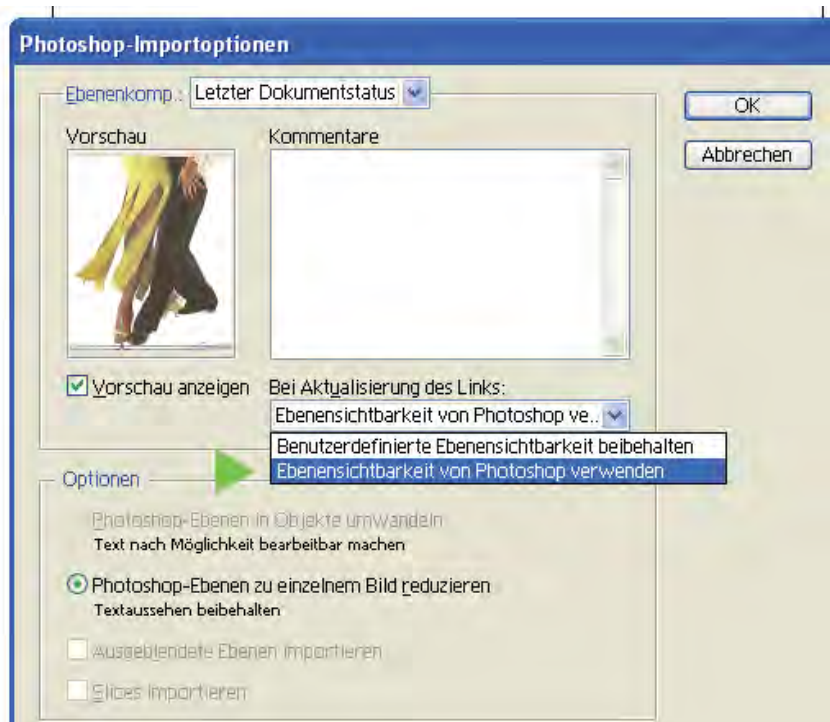 Photoshop-Importoptionen
Ebenenkomp.: Letzter Dokumentstatus
OK
Vorschau Kommentare
Abbrechen
Vorschau anzeigen Bei Aktualisierung des Links:
Ebenensichtbarkeit von Photoshop ve..
Benutzerdefinierte Ebenensichtbarkeit beibehalten
Ebenensichtbarkeit von Photoshop verwenden
Optionen
Photoshop-Ebenen in Objekte umwandeln
Text nach Möglichkeit bearbeitbar machen
Photoshop-Ebenen zu einzelnem Bild reduzieren
Textaussehen beibehalten
Ausgeblendete Ebenen importieren
Slices importieren